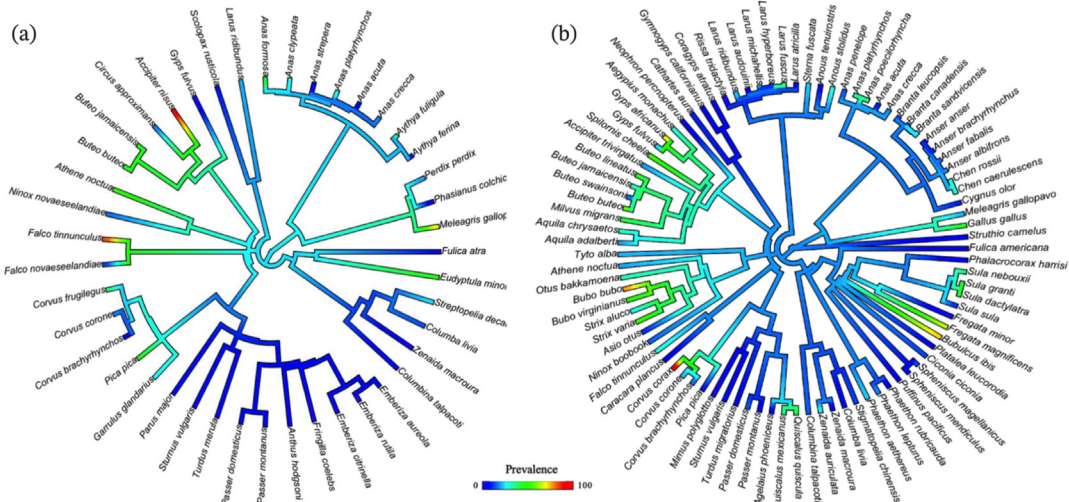 (a)
Anas formosa
Anas clypeata
Anas strepera
Anas platyrhynchos
Anas acuta
Anas crecca
Aythya fuligula
Aythya ferina
Perdix perdix
Phasianus colchic
Meleagris gallop
Fulica atra
Eudyptula minor
Streptopelia deca
Columba livia
Zenaida macroura
Columbina talpacoti
Emberiza aureola
Emberiza rutila
Emberiza citrinella
Fringilla coelebs
Anthus hodgsoni
Passer montanus
Passer domesticus
Turdus merula
Sturnus vulgaris
Parus major
Garrulus glandarius
Pica pica
Corvus brachyrhynchos
Corvus corone
Corvus frugilegus
Falco novaeseelandiae
Falco tinnunculus
Ninox novaeseelandiae
Athene noctua
Buteo buteo
Buteo jamaicensis
Circus approximans
Accipiter nisus
Gyps fulvus
Scolopax rusticola
Larus ridibundus
(b)
Gymnogyps californianus
Cathartes aura
Coragyps atratus
Rissa tridactyla
Larus ridibundus
Larus audouinii
Larus michahellis
Larus hyperboreus
Larus fuscus
Larus atricilla
Sterna fuscata
Anous tenuirostris
Anous stolidus
Anas penelope
Anas platyrhynchos
Anas poecilorhyncha
Anas acuta
Anas crecca
Branta leucopsis
Branta canadensis
Branta sandvicensis
Anser anser
Anser brachyrhynchus
Anser fabalis
Anser albifrons
Chen rossii
Chen caerulescens
Cygnus olor
Meleagris gallopavo
Gallus gallus
Struthio camelus
Fulica americana
Phalacrocorax harrisi
Sula nebouxii
Sula granti
Sula dactylatra
Sula sula
Fregata minor
Fregata magnificens
Bubulcus ibis
Platalea leucorodia
Ciconia ciconia
Spheniscus magellanicus
Spheniscus mendiculus
Puffinus pacificus
Phaethon rubricauda
Phaethon lepturus
Phaethon aethereus
Stigmatopelia chinensis
Columba livia
Zenaida macroura
Zenaida auriculata
Columbina talpacoti
Quiscalus quiscula
uiscalus mexicanus
Agelaius phoeniceus
Passer montanus
Passer domesticus
Turdus migratorius
Sturnus vulgaris
Mimus polyglottos
Pica pica
Corvus brachyrhynchos
Corvus corone
Corvus corax
Caracara plancus
Falco tinnunculus
Ninox boobook
Asio otus
Strix varia
Strix aluco
Bubo virginianus
Bubo bubo
Otus bakkamoena
Athene noctua
Tyto alba
Aquila adalberti
Aquila chrysaetos
Milvus migrans
Buteo buteo
Buteo swainsoni
Buteo jamaicensis
Buteo lineatus
Accipiter trivirgatus
Spilornis cheela
Gyps fulvus
Gyps africanus
Aegypius monachus
Neophron percnopterus
Prevalence
0
100